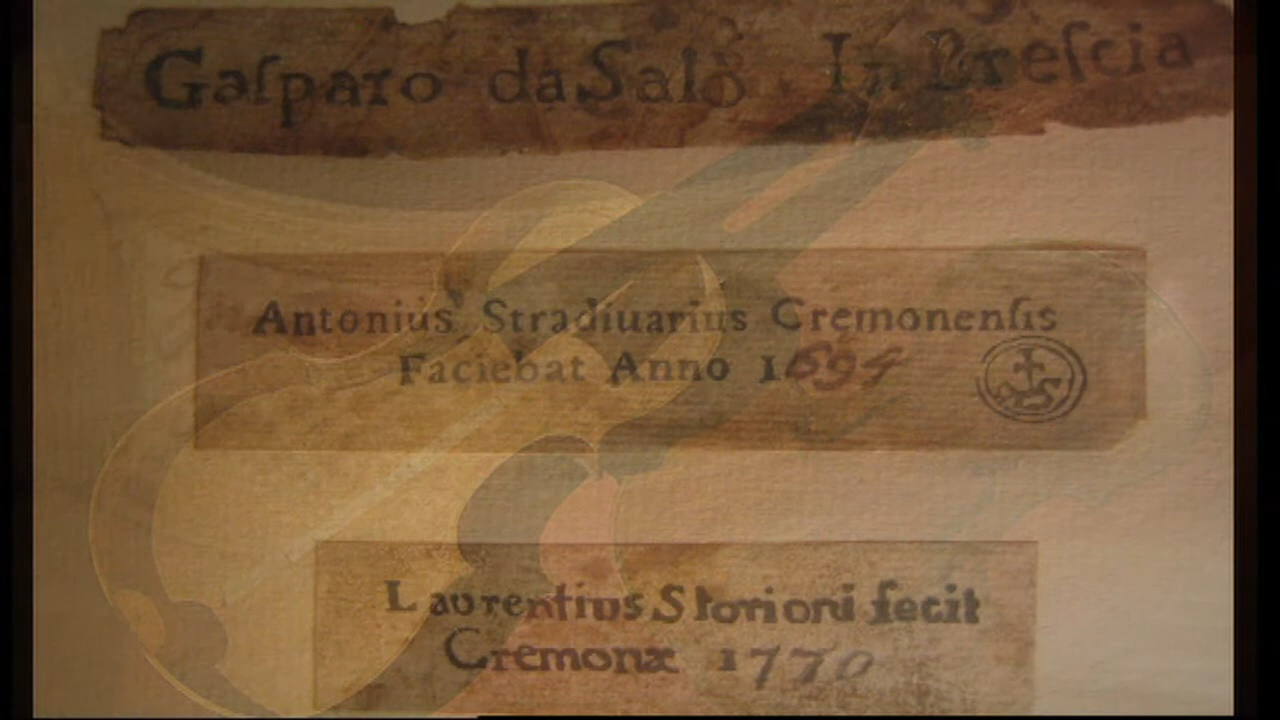 Gaſparo da Salò. In Breſcia
Antonius Stradiuarius Cremonenſis
Faciebat Anno 1694
Laurentius Storioni fecit
Cremonæ 1770